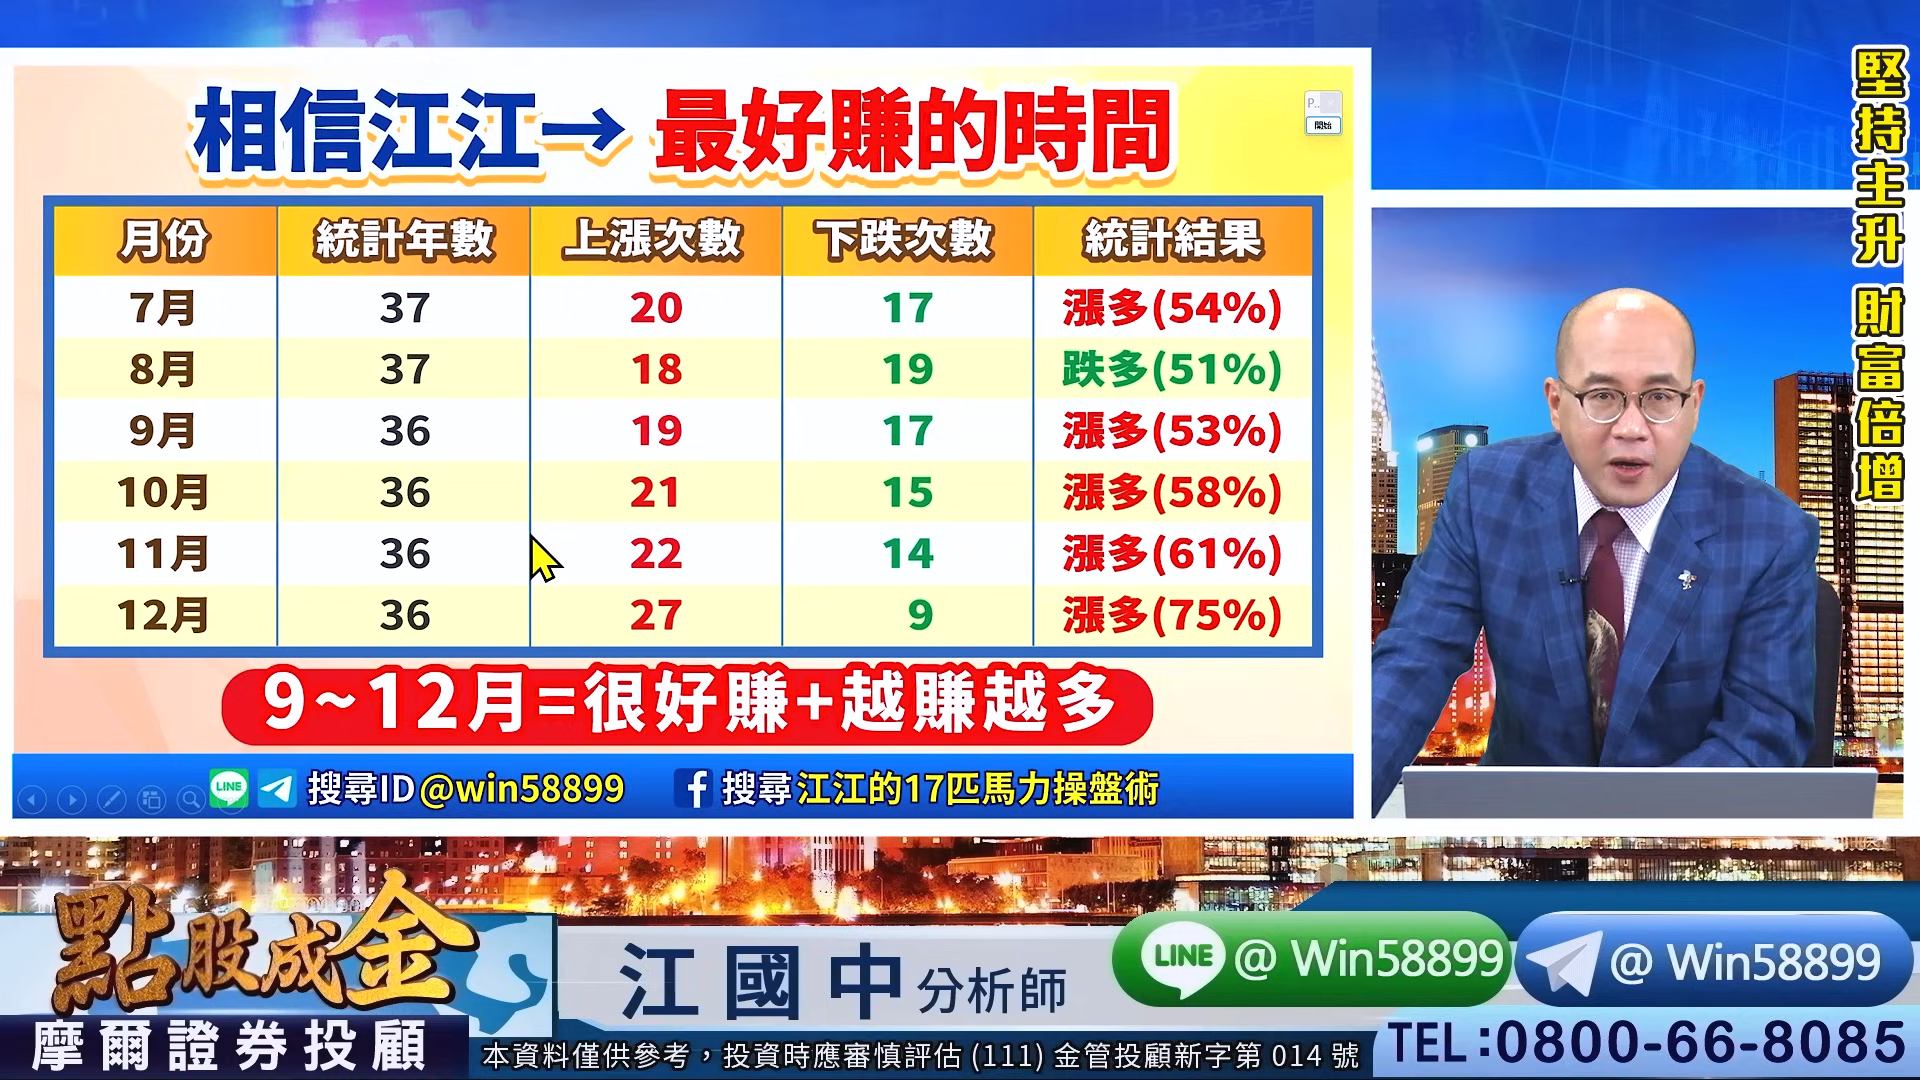 相信江江→最好賺的時間
P..
開始
月份 統計年數 上漲次數 下跌次數 統計結果
7月 37 20 17 漲多(54%)
8月 37 18 19 跌多(51%)
9月 36 19 17 漲多(53%)
10月 36 21 15 漲多(58%)
11月 36 22 14 漲多(61%)
12月 36 27 9 漲多(75%)
9~12月=很好賺+越賺越多
LINE 搜尋ID@win58899 f 搜尋江江的17匹馬力操盤術
堅持主升 財富倍增
點股成金
摩爾證券投顧
江國中分析師
LINE @ Win58899
@ Win58899
本資料僅供參考，投資時應審慎評估 (111) 金管投顧新字第 014 號
TEL:0800-66-8085